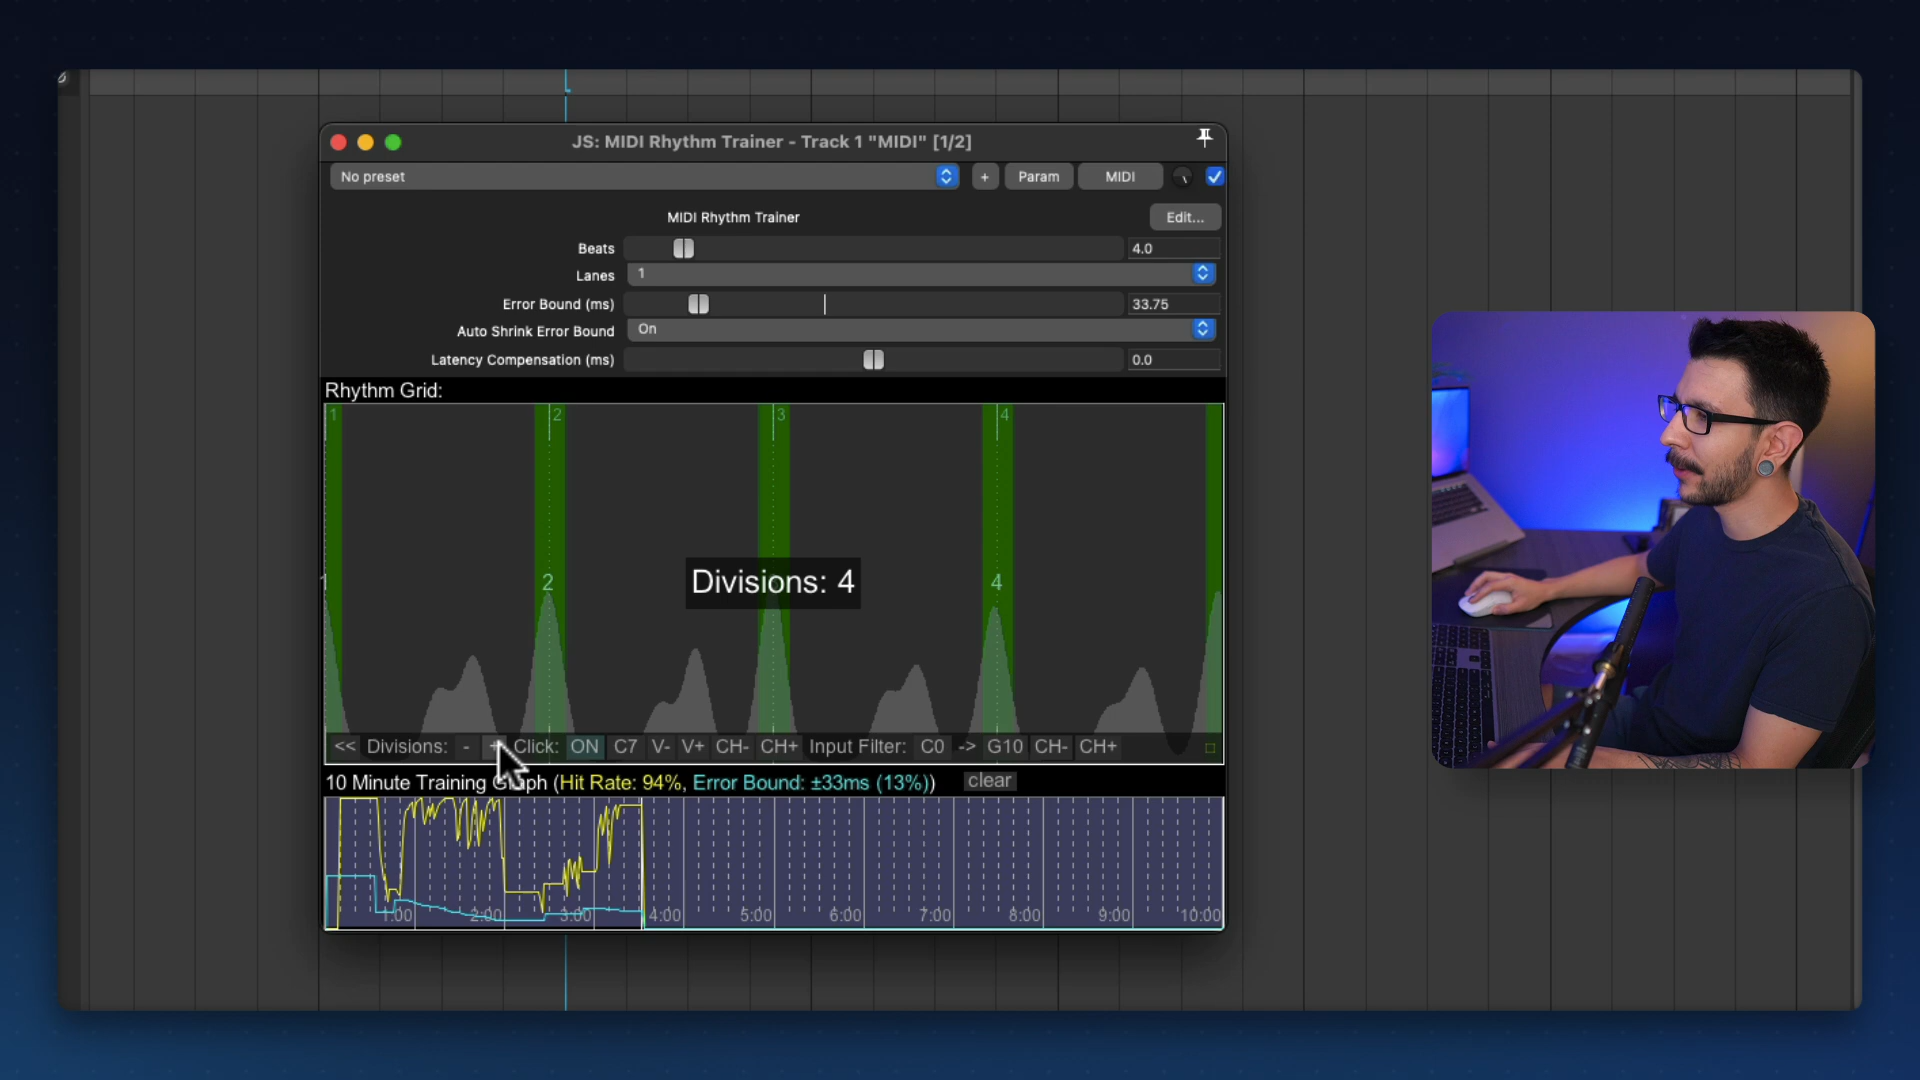 JS: MIDI Rhythm Trainer - Track 1 "MIDI" [1/2]
No preset
+
Param
MIDI
MIDI Rhythm Trainer
Edit...
Beats
4.0
Lanes
1
Error Bound (ms)
33.75
Auto Shrink Error Bound
On
Latency Compensation (ms)
0.0
Rhythm Grid:
1 2 3 4
1 2 4
Divisions: 4
<< Divisions: - + Click: ON C7 V- V+ CH- CH+ Input Filter: C0 -> G10 CH- CH+
10 Minute Training Graph (Hit Rate: 94%, Error Bound: ±33ms (13%)) clear
1:00 2:00 3:00 4:00 5:00 6:00 7:00 8:00 9:00 10:00